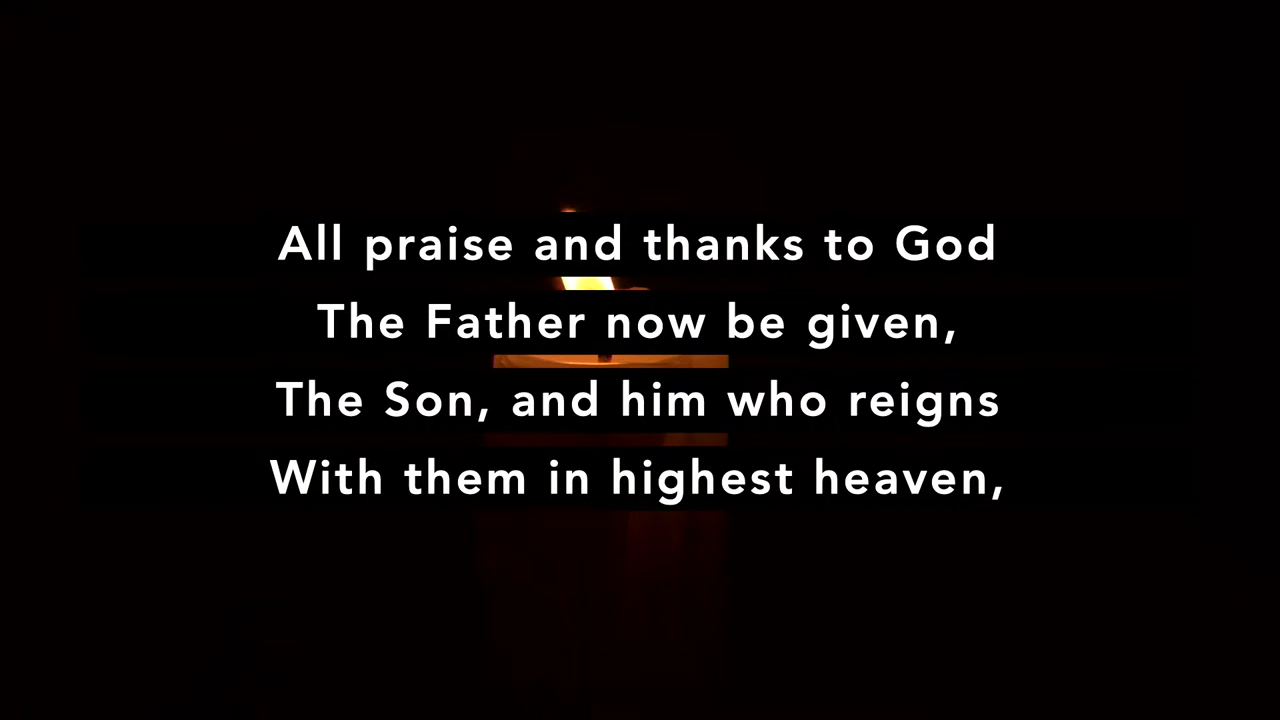 All praise and thanks to God
The Father now be given,
The Son, and him who reigns
With them in highest heaven,